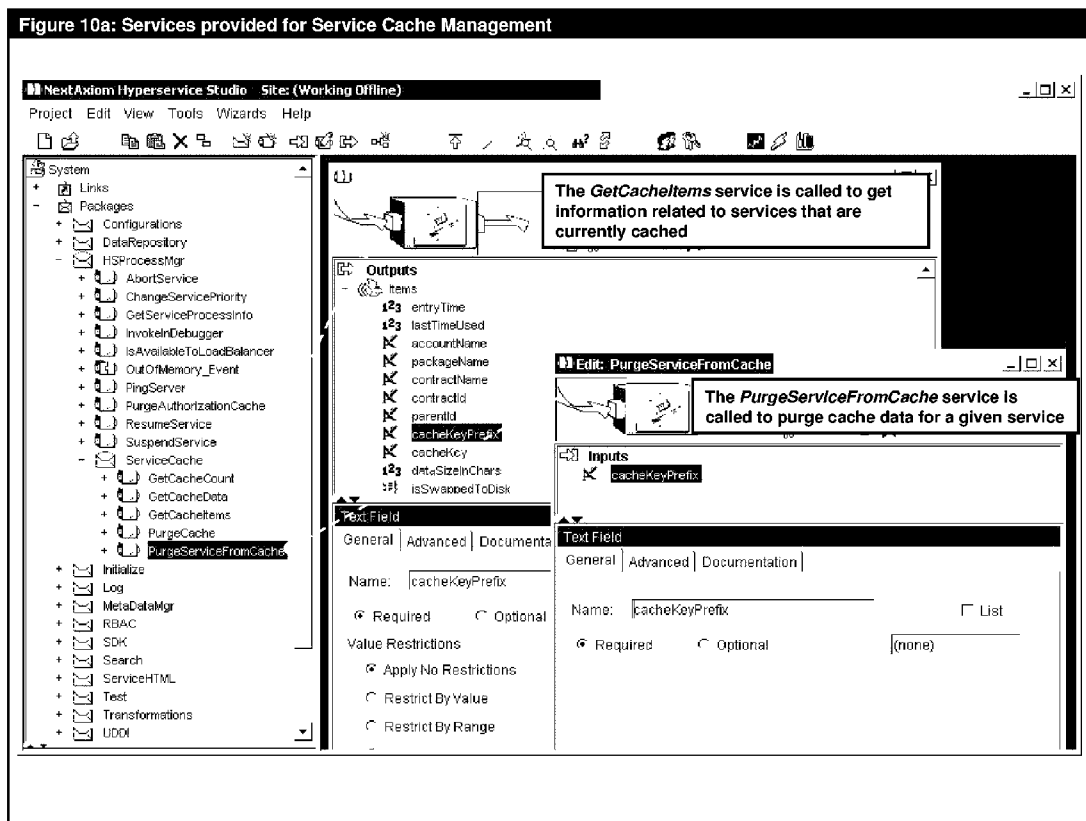 Figure 10a: Services provided for Service Cache Management
NextAxiom Hyperservice Studio Site: (Working Offline)
Project Edit View Tools Wizards Help
System
+ Links
- Packages
+ Configurations
+ DataRepository
- HSProcessMgr
+ AbortService
+ ChangeServicePriority
+ GetServiceProcessInfo
+ InvokeInDebugger
+ IsAvailableToLoadBalancer
+ OutOfMemory_Event
+ PingServer
+ PurgeAuthorizationCache
+ ResumeService
+ SuspendService
- ServiceCache
+ GetCacheCount
+ GetCacheData
+ GetCacheItems
+ PurgeCache
+ PurgeServiceFromCache
+ Initialize
+ Log
+ MetaDataMgr
+ RBAC
+ SDK
+ Search
+ ServiceHTML
+ Test
+ Transformations
+ UDDI
The GetCacheItems service is called to get
information related to services that are
currently cached
Outputs
- Items
123 entryTime
123 lastTimeUsed
accountName
packageName
contractName
contractId
parentId
cacheKeyPrefix
cacheKey
123 dataSizeInChars
isSwappedToDisk
Text Field
General Advanced Documenta
Name: cacheKeyPrefix
Required Optional
Value Restrictions
Apply No Restrictions
Restrict By Value
Restrict By Range
Edit: PurgeServiceFromCache
The PurgeServiceFromCache service is
called to purge cache data for a given service
Inputs
cacheKeyPrefix
Text Field
General Advanced Documentation
Name: cacheKeyPrefix List
Required Optional (none)